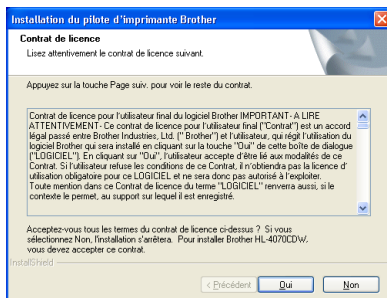 Installation du pilote d'imprimante Brother
Contrat de licence
Lisez attentivement le contrat de licence suivant.
Appuyez sur la touche Page suiv. pour voir le reste du contrat.
Contrat de licence pour l'utilisateur final du logiciel Brother IMPORTANT- A LIRE
ATTENTIVEMENT- Ce contrat de licence pour l'utilisateur final ("Contrat") est un accord
légal passé entre Brother Industries, Ltd. (" Brother") et l'utilisateur, qui régit l'utilisation du
logiciel Brother qui sera installé en cliquant sur la touche "Oui" de cette boîte de dialogue
("LOGICIEL"). En cliquant sur "Oui", l'utilisateur accepte d'être lié aux modalités de ce
Contrat. Si l'utilisateur refuse les conditions de ce Contrat, il n'obtiendra pas la licence d'
utilisation obligatoire pour ce LOGICIEL et ne sera donc pas autorisé à l'exploiter.
Toute mention dans ce Contrat de licence du terme "LOGICIEL" renverra aussi, si le
contexte le permet, au support sur lequel il est enregistré.
Acceptez-vous tous les termes du contrat de licence ci-dessus ? Si vous
sélectionnez Non, l'installation s'arrêtera. Pour installer Brother HL-4070CDW,
vous devez accepter ce contrat.
InstallShield
< Précédent
Oui
Non